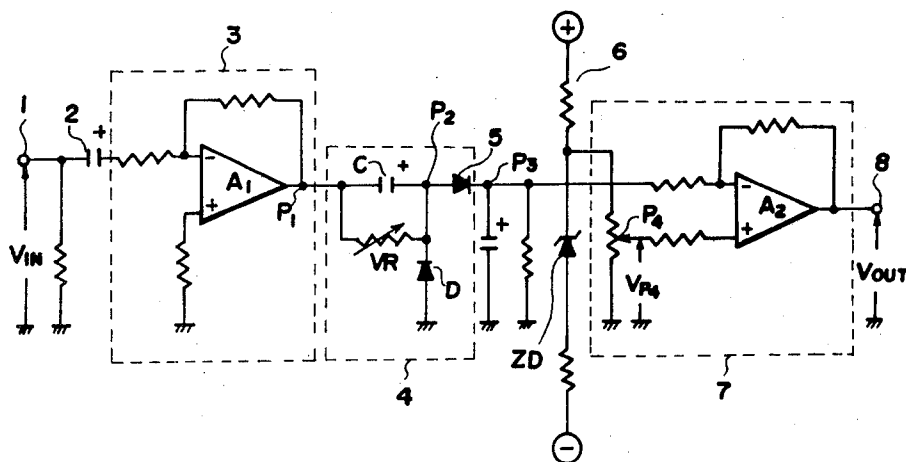 3
+
6
1
2
+
P2
5
C
+
P3
8
-
A1
+
P1
VIN
VR
D
+
P4
VP4
-
A2
+
VOUT
ZD
4
7
-